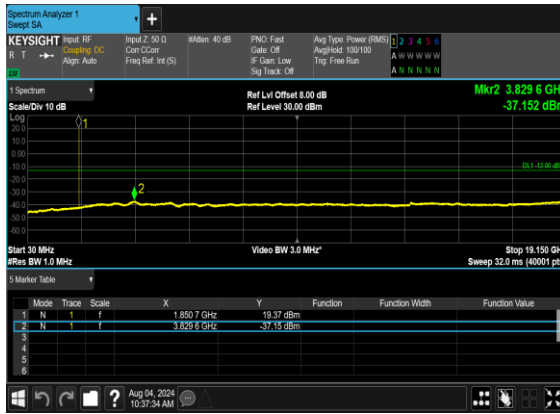 Spectrum Analyzer 1
Swept SA
+
KEYSIGHT Input: RF Input Z: 50 Ω #Atten: 40 dB PNO: Fast Avg Type: Power (RMS) 1 2 3 4 5 6
R T Coupling: DC Corr CCorr Gate: Off Avg|Hold: 100/100 A W W W W W
Align: Auto Freq Ref: Int (S) IF Gain: Low Trig: Free Run
Sig Track: Off A N N N N N
1 Spectrum
Ref Lvl Offset 8.00 dB Mkr2 3.829 6 GH
Scale/Div 10 dB Ref Level 30.00 dBm -37.152 dB
Log
20.0
10.0
0.00
-10.0
DL1 -13.00 dB
-20.0
-30.0
-40.0
-50.0
-60.0
1
2
Start 30 MHz Video BW 3.0 MHz* Stop 19.150 GH
#Res BW 1.0 MHz Sweep 32.0 ms (40001 pt
5 Marker Table
Mode Trace Scale X Y Function Function Width Function Value
1 N 1 f 1.850 7 GHz 19.37 dBm
2 N 1 f 3.829 6 GHz -37.15 dBm
3
4
5
6
?
Aug 04, 2024
10:37:34 AM